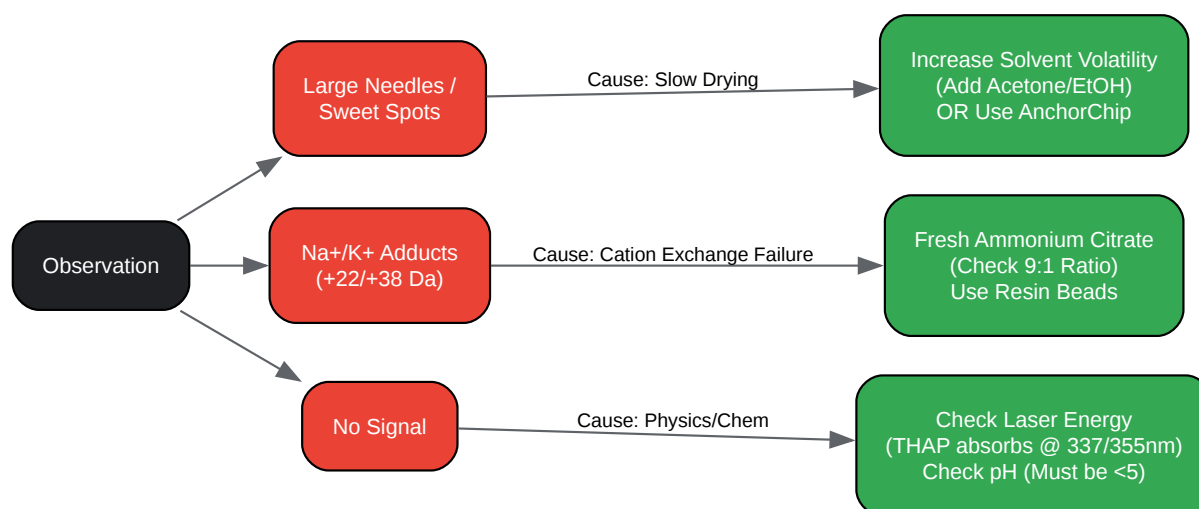 Observation
Large Needles /
Sweet Spots
Cause: Slow Drying
Increase Solvent Volatility
(Add Acetone/EtOH)
OR Use AnchorChip
Na+/K+ Adducts
(+22/+38 Da)
Cause: Cation Exchange Failure
Fresh Ammonium Citrate
(Check 9:1 Ratio)
Use Resin Beads
No Signal
Cause: Physics/Chem
Check Laser Energy
(THAP absorbs @ 337/355nm)
Check pH (Must be <5)